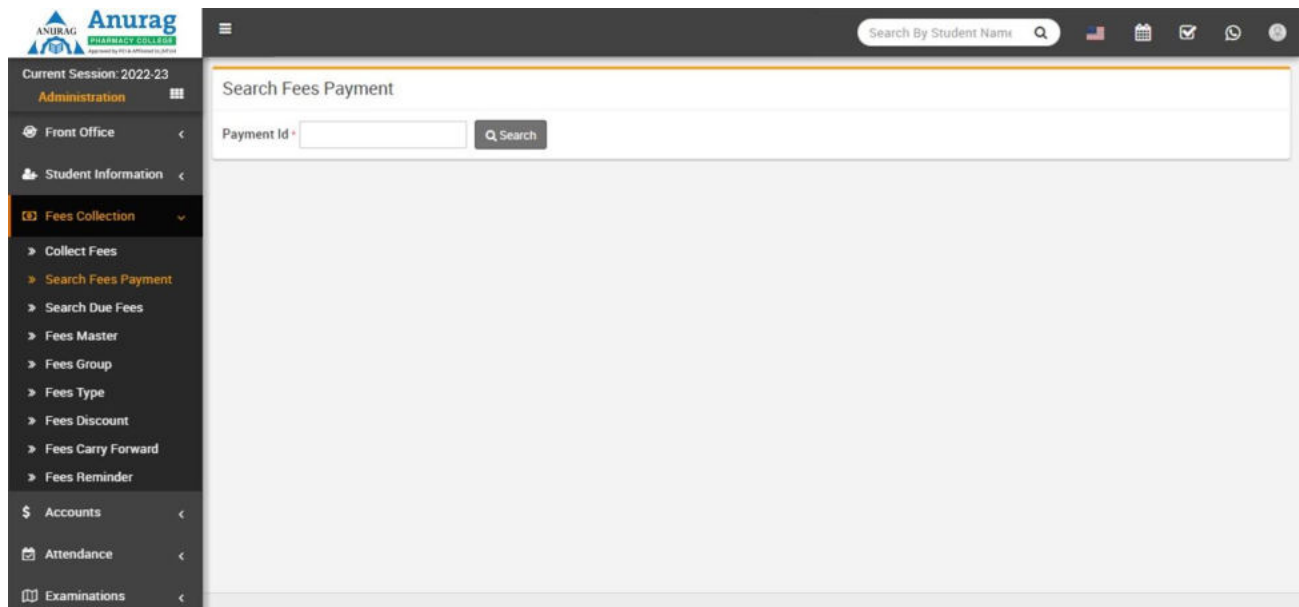 ANURAG
Anurag
PHARMACY COLLEGE
Search By Student Name
Current Session: 2022-23
Administration
Search Fees Payment
Front Office
Payment Id *
Search
Student Information
Fees Collection
Collect Fees
Search Fees Payment
Search Due Fees
Fees Master
Fees Group
Fees Type
Fees Discount
Fees Carry Forward
Fees Reminder
$ Accounts
Attendance
Examinations